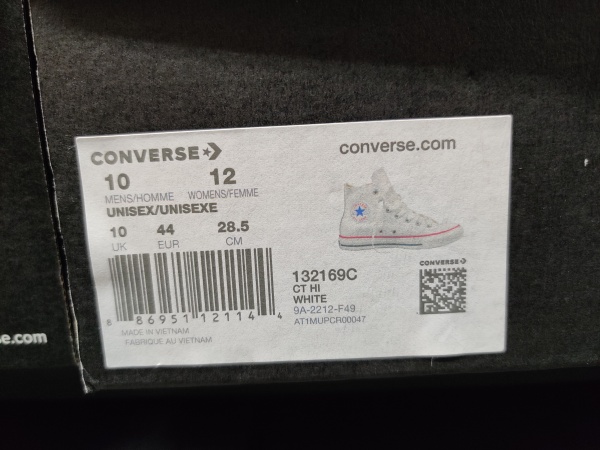 CONVERSE
converse.com
10 12
MENS/HOMME WOMENS/FEMME
UNISEX/UNISEXE
10 44 28.5
UK EUR CM
132169C
CT HI
WHITE
9A-2212-F49
AT1MUPCR00047
CONVERSE
8 86951 12114 4
MADE IN VIETNAM
FABRIQUE AU VIETNAM
e.com